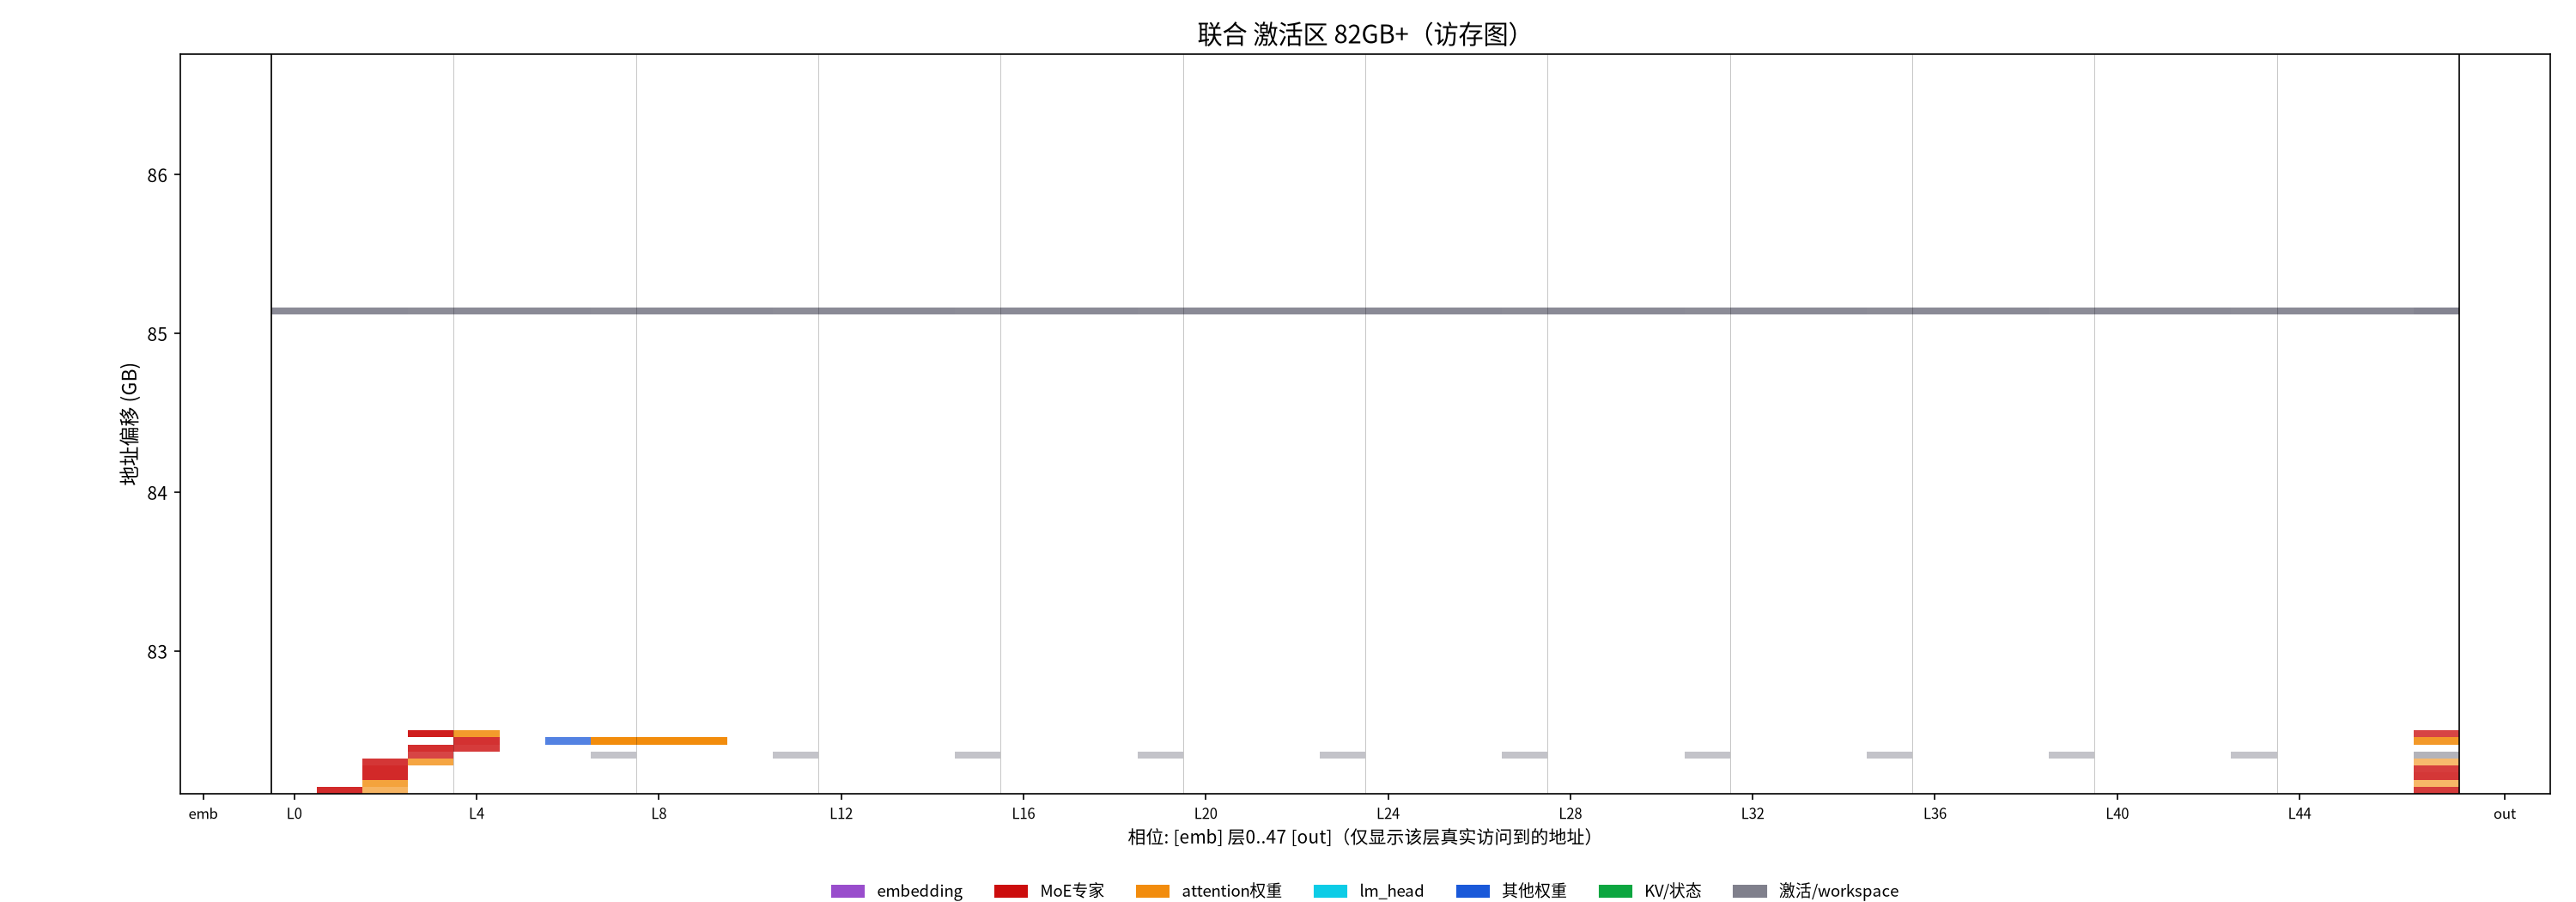 联合 激活区 82GB+（访存图）
地址偏移 (GB)
86
85
84
83
emb L0 L4 L8 L12 L16 L20 L24 L28 L32 L36 L40 L44 out
相位: [emb] 层0..47 [out]（仅显示该层真实访问到的地址）
embedding MoE专家 attention权重 lm_head 其他权重 KV/状态 激活/workspace